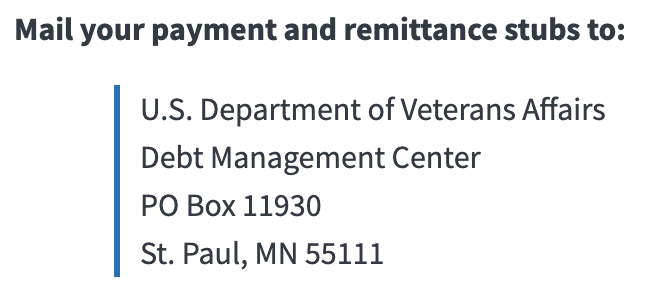 Mail your payment and remittance stubs to:
U.S. Department of Veterans Affairs
Debt Management Center
PO Box 11930
St. Paul, MN 55111